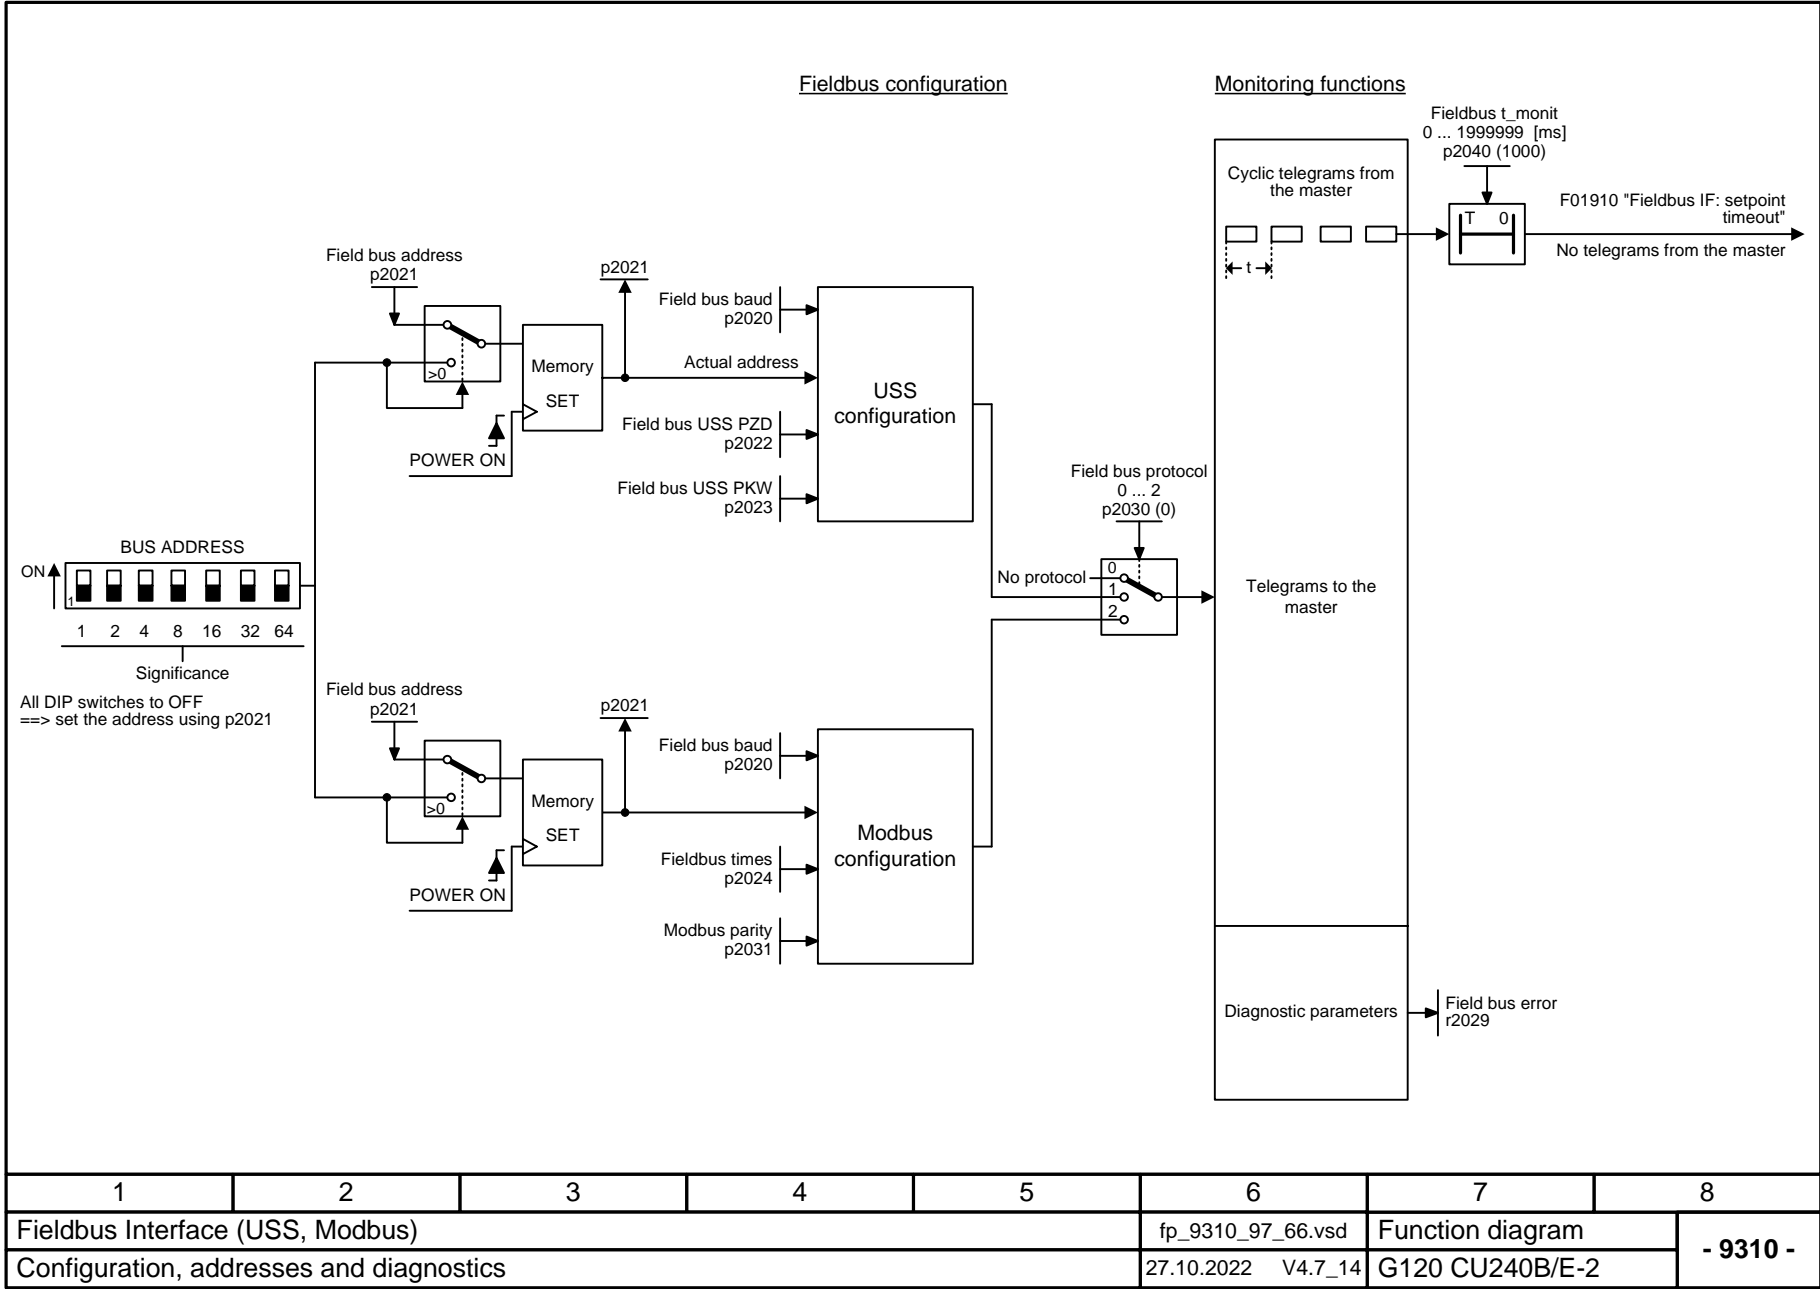 Fieldbus configuration
Monitoring functions
Fieldbus t_monit
0 ... 1999999 [ms]
p2040 (1000)
Cyclic telegrams from
the master
T 0
F01910 "Fieldbus IF: setpoint
timeout"
No telegrams from the master
t
Field bus address
p2021
>0
Memory
SET
POWER ON
p2021
Field bus baud
p2020
Actual address
Field bus USS PZD
p2022
Field bus USS PKW
p2023
USS
configuration
Field bus protocol
0 ... 2
p2030 (0)
No protocol
0
1
2
Telegrams to the
master
BUS ADDRESS
ON
1
1 2 4 8 16 32 64
Significance
All DIP switches to OFF
==> set the address using p2021
Field bus address
p2021
>0
Memory
SET
POWER ON
p2021
Field bus baud
p2020
Fieldbus times
p2024
Modbus parity
p2031
Modbus
configuration
Diagnostic parameters
Field bus error
r2029
1 2 3 4 5 6 7 8
Fieldbus Interface (USS, Modbus)
fp_9310_97_66.vsd
Function diagram
- 9310 -
Configuration, addresses and diagnostics
27.10.2022 V4.7_14
G120 CU240B/E-2